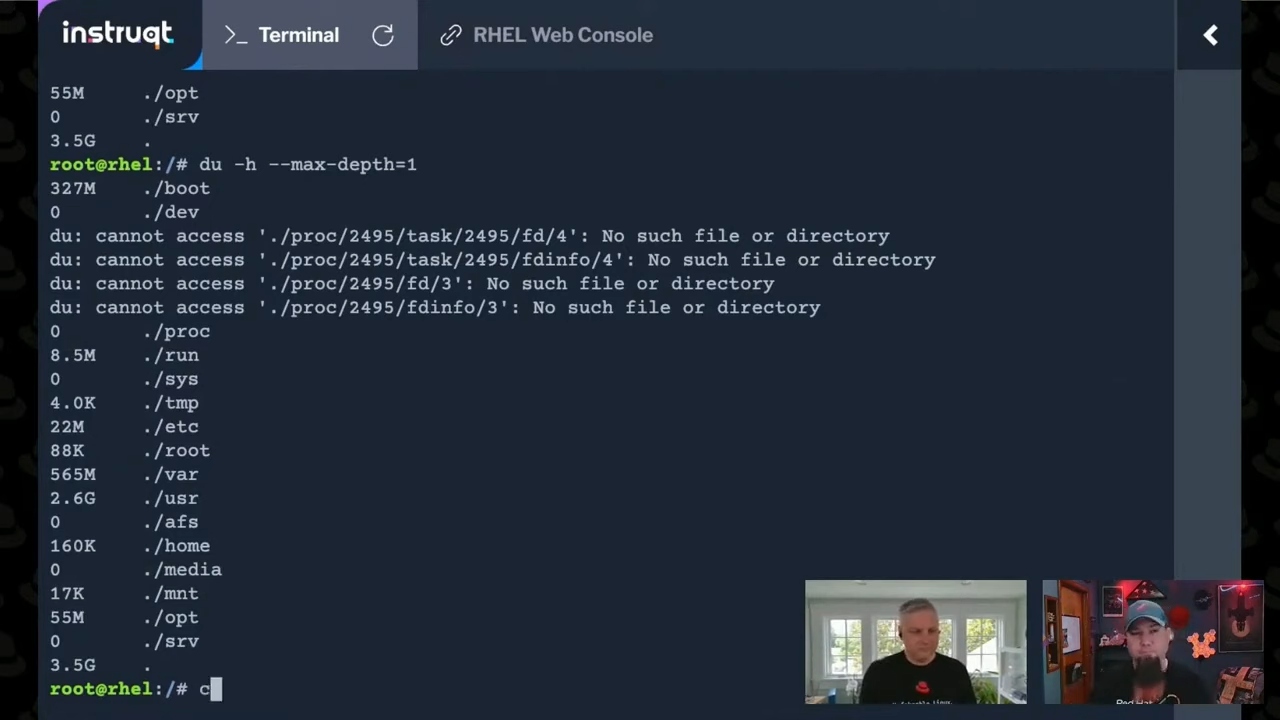 instruqt
>_ Terminal
RHEL Web Console
55M ./opt
0 ./srv
3.5G .
root@rhel:/# du -h --max-depth=1
327M ./boot
0 ./dev
du: cannot access './proc/2495/task/2495/fd/4': No such file or directory
du: cannot access './proc/2495/task/2495/fdinfo/4': No such file or directory
du: cannot access './proc/2495/fd/3': No such file or directory
du: cannot access './proc/2495/fdinfo/3': No such file or directory
0 ./proc
8.5M ./run
0 ./sys
4.0K ./tmp
22M ./etc
88K ./root
565M ./var
2.6G ./usr
0 ./afs
160K ./home
0 ./media
17K ./mnt
55M ./opt
0 ./srv
3.5G .
root@rhel:/# c
Red Hat